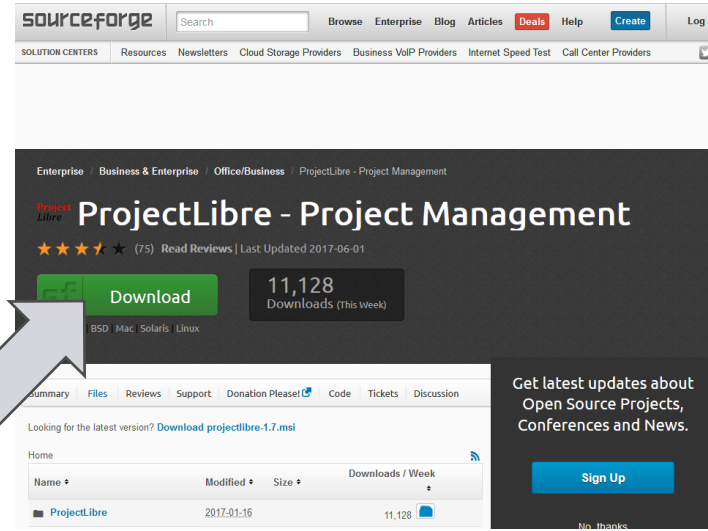 sourceforge Search Browse Enterprise Blog Articles Deals Help Create Log
SOLUTION CENTERS Resources Newsletters Cloud Storage Providers Business VoIP Providers Internet Speed Test Call Center Providers
Enterprise / Business & Enterprise / Office/Business / ProjectLibre - Project Management
Project Libre
ProjectLibre - Project Management
(75) Read Reviews | Last Updated 2017-06-01
sf Download
11,128
Downloads (This Week)
| BSD | Mac | Solaris | Linux
Summary Files Reviews Support Donation Please! Code Tickets Discussion
Looking for the latest version? Download projectlibre-1.7.msi
Home
Name Modified Size Downloads / Week
ProjectLibre 2017-01-16 11,128
Get latest updates about
Open Source Projects,
Conferences and News.
Sign Up
No, thanks